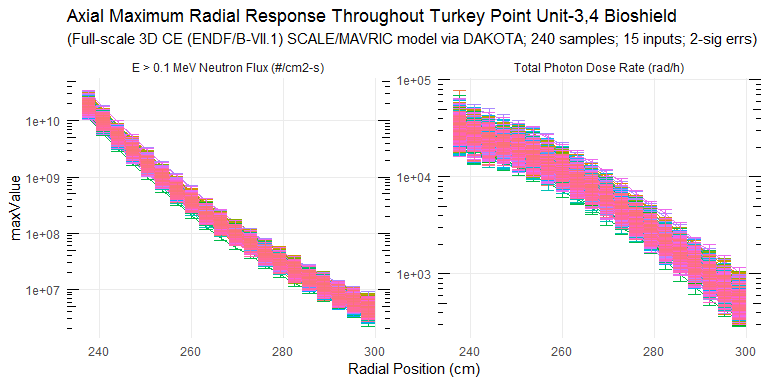 Axial Maximum Radial Response Throughout Turkey Point Unit-3,4 Bioshield
(Full-scale 3D CE (ENDF/B-VII.1) SCALE/MAVRIC model via DAKOTA; 240 samples; 15 inputs; 2-sig errs)
E > 0.1 MeV Neutron Flux (#/cm2-s)
Total Photon Dose Rate (rad/h)
maxValue
1e+10
1e+09
1e+08
1e+07
1e+05
1e+04
1e+03
240 260 280 300
240 260 280 300
Radial Position (cm)